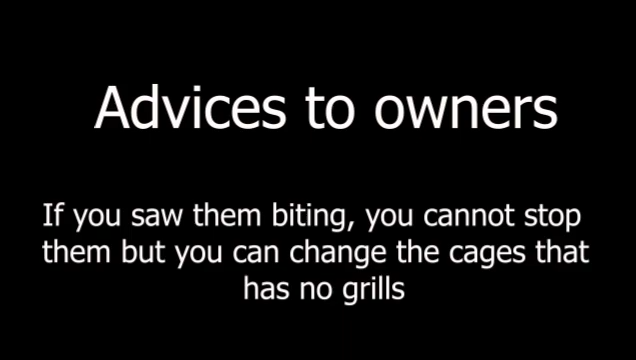 Advices to owners
If you saw them biting, you cannot stop
them but you can change the cages that
has no grills